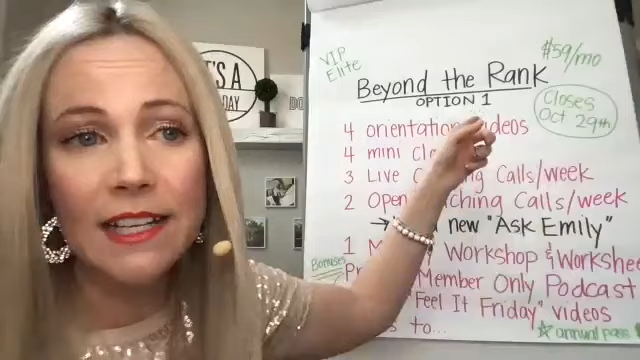 VIP
Elite
$59/mo
Beyond the Rank
OPTION 1
Closes
Oct 29th
4 orientation videos
4 mini
3 Live Calls/week
2 Open Calls/week
→ new "Ask Emily"
1 Workshop & Workshee
Bonuses
Member Only Podcast
"Feel It Friday" videos
to...
☆ annual pass
'S A
DAY
DO